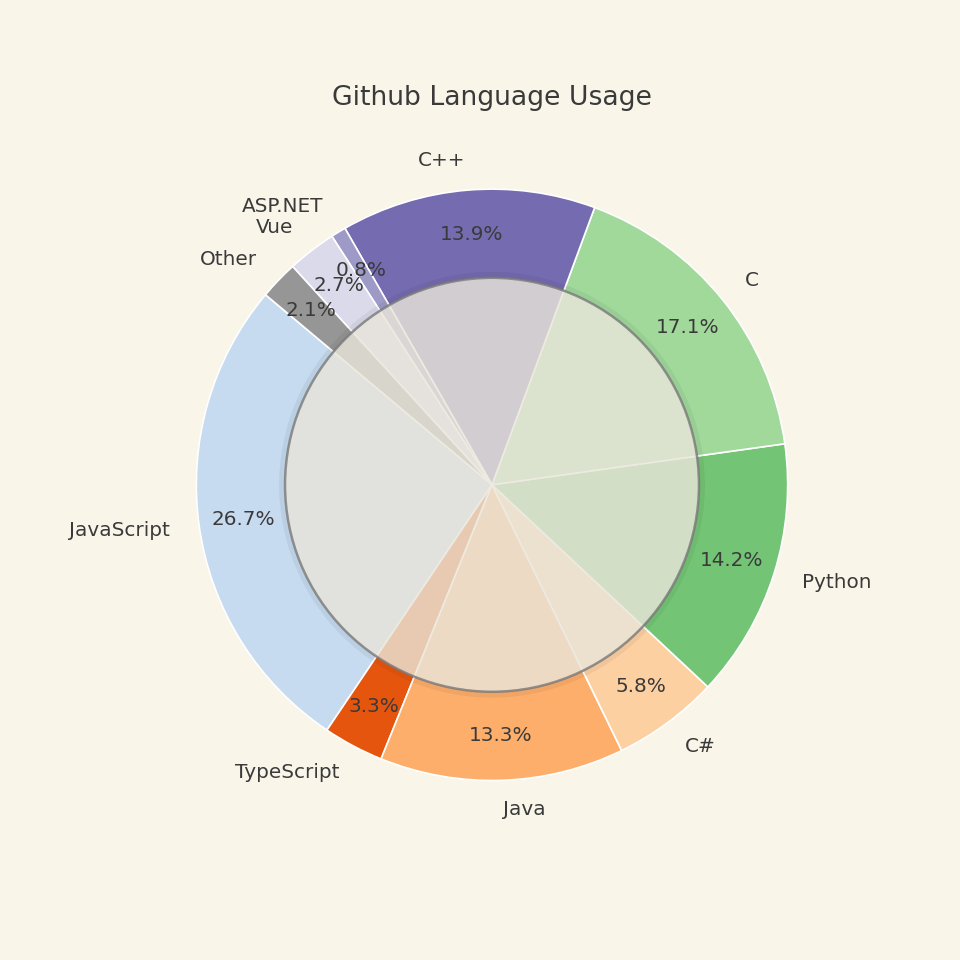 Github Language Usage
C++
ASP.NET
Vue
Other
C
13.9%
0.8%
2.7%
2.1%
17.1%
JavaScript
26.7%
14.2%
Python
5.8%
3.3%
13.3%
C#
TypeScript
Java